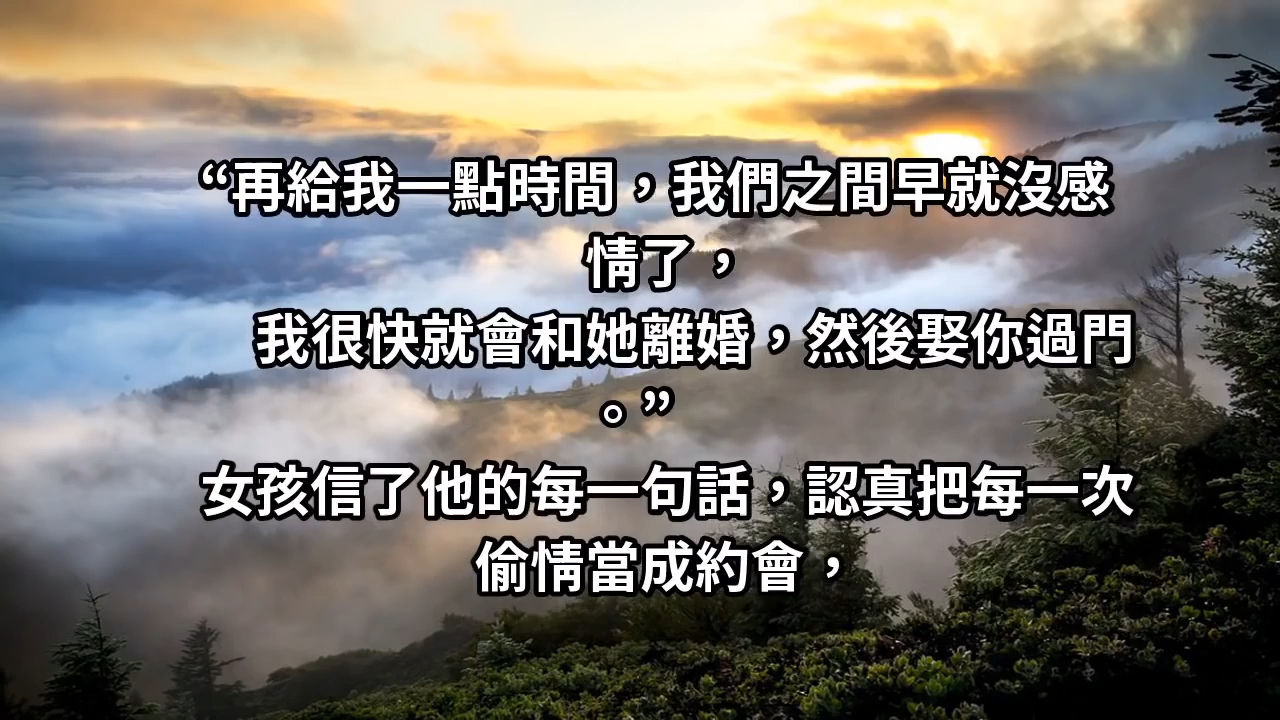 “再給我一點時間，我們之間早就沒感
情了，
我很快就會和她離婚，然後娶你過門
。”
女孩信了他的每一句話，認真把每一次
偷情當成約會，